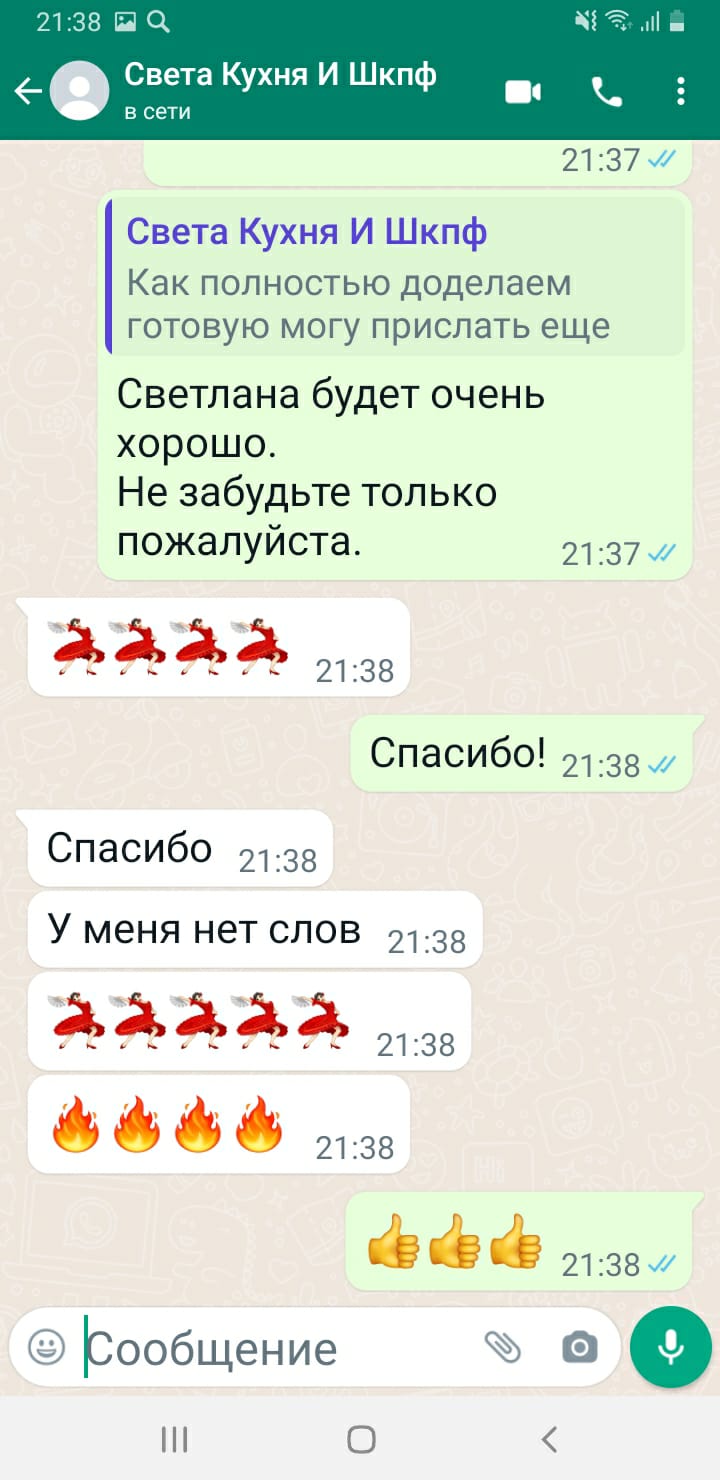 21:38
Света Кухня И Шкпф
в сети
21:37
Света Кухня И Шкпф
Как полностью доделаем
готовую могу прислать еще
Светлана будет очень
хорошо.
Не забудьте только
пожалуйста.
21:37
💃💃💃💃 21:38
Спасибо! 21:38
Спасибо 21:38
У меня нет слов 21:38
💃💃💃💃💃 21:38
🔥🔥🔥🔥 21:38
👍👍👍 21:38
Сообщение